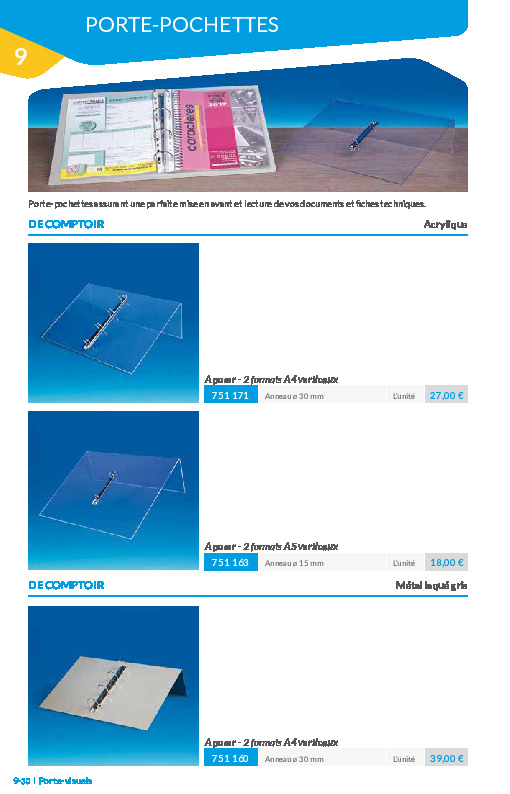 PORTE-POCHETTES
9
caractères
2017
Porte-pochettes assurant une parfaite mise en avant et lecture de vos documents et fiches techniques.
DE COMPTOIR Acrylique
A poser - 2 formats A4 verticaux
751 171 Anneau ø 30 mm L'unité 27,00 €
A poser - 2 formats A5 verticaux
751 163 Anneau ø 15 mm L'unité 18,00 €
DE COMPTOIR Métal laqué gris
A poser - 2 formats A4 verticaux
751 160 Anneau ø 30 mm L'unité 39,00 €
9-30 | Porte-visuels